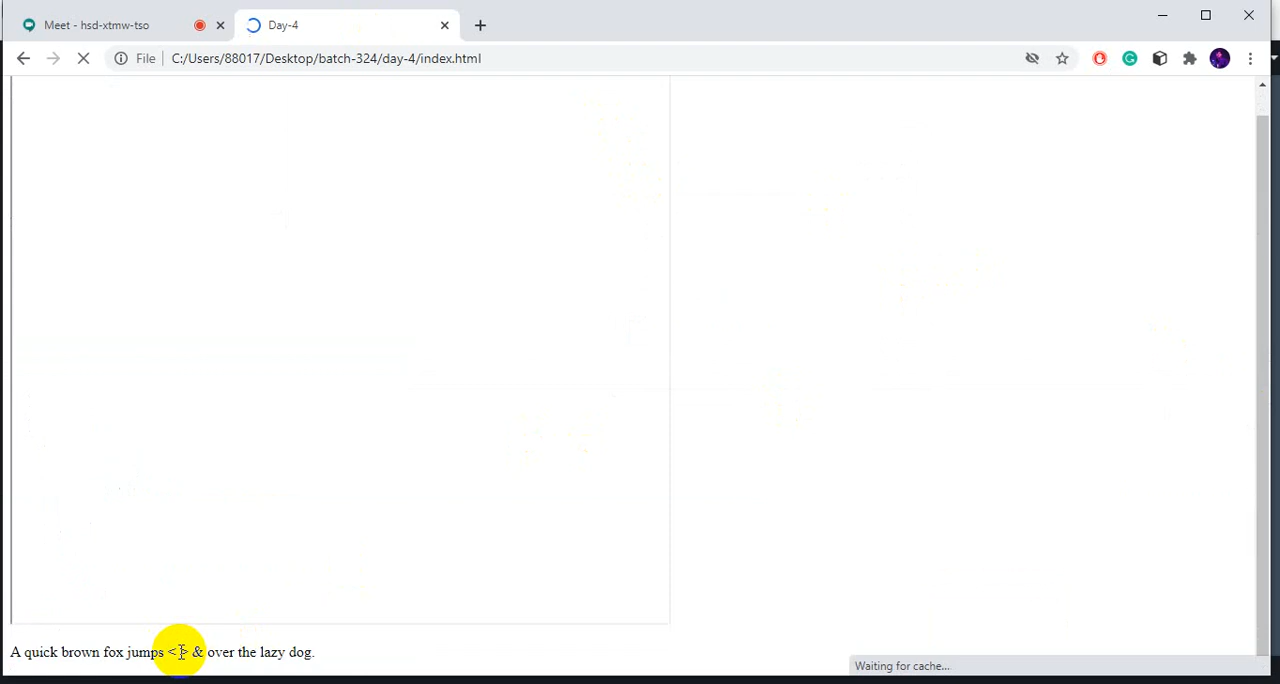 Meet - hsd-xtmw-tso
Day-4
File
C:/Users/88017/Desktop/batch-324/day-4/index.html
A quick brown fox jumps <> & over the lazy dog.
Waiting for cache...